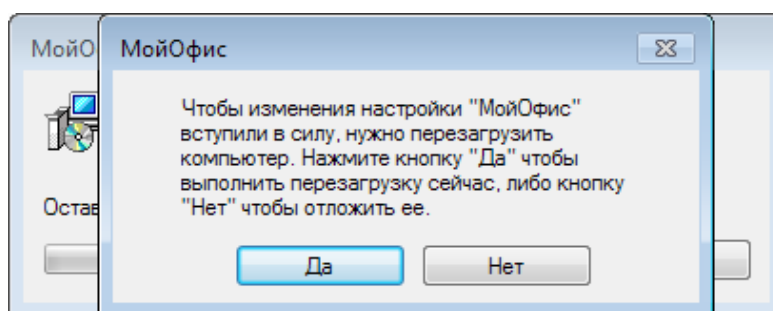 МойО
МойОфис
Чтобы изменения настройки "МойОфис"
вступили в силу, нужно перезагрузить
компьютер. Нажмите кнопку "Да" чтобы
выполнить перезагрузку сейчас, либо кнопку
"Нет" чтобы отложить ее.
Остав
Да
Нет